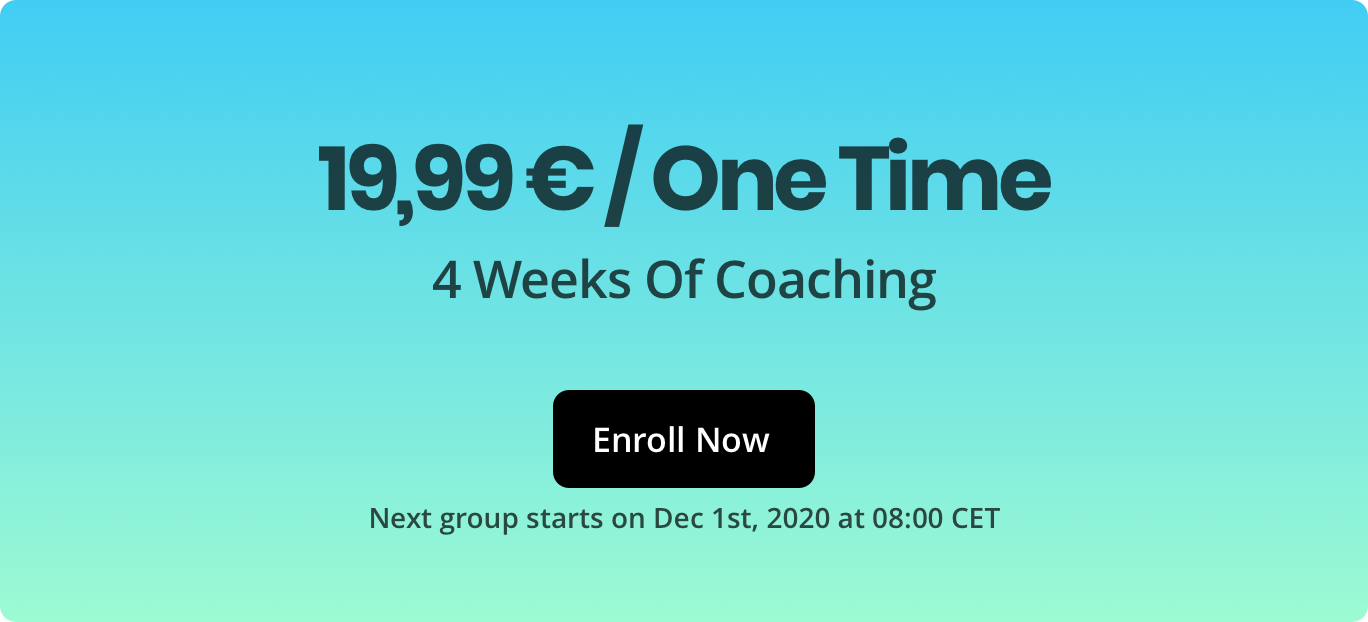 19,99 € / One Time
4 Weeks Of Coaching
Enroll Now
Next group starts on Dec 1st, 2020 at 08:00 CET